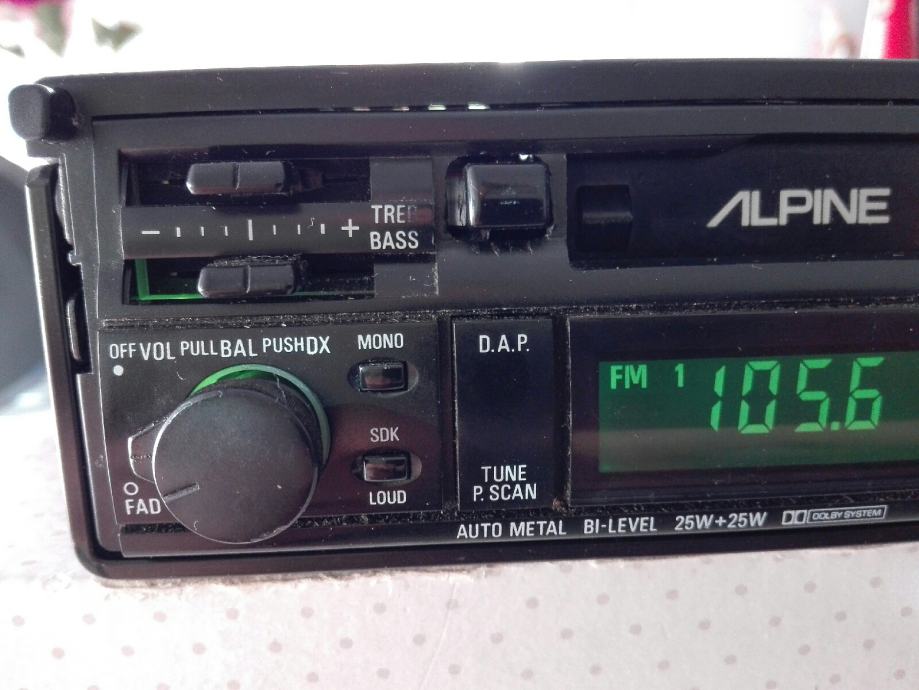 TREB
BASS
ALPINE
OFF VOL PULL BAL PUSH DX
MONO
D.A.P.
FM 1 105.6
SDK
LOUD
FAD
TUNE
P. SCAN
AUTO METAL BI-LEVEL 25W+25W DOLBY SYSTEM